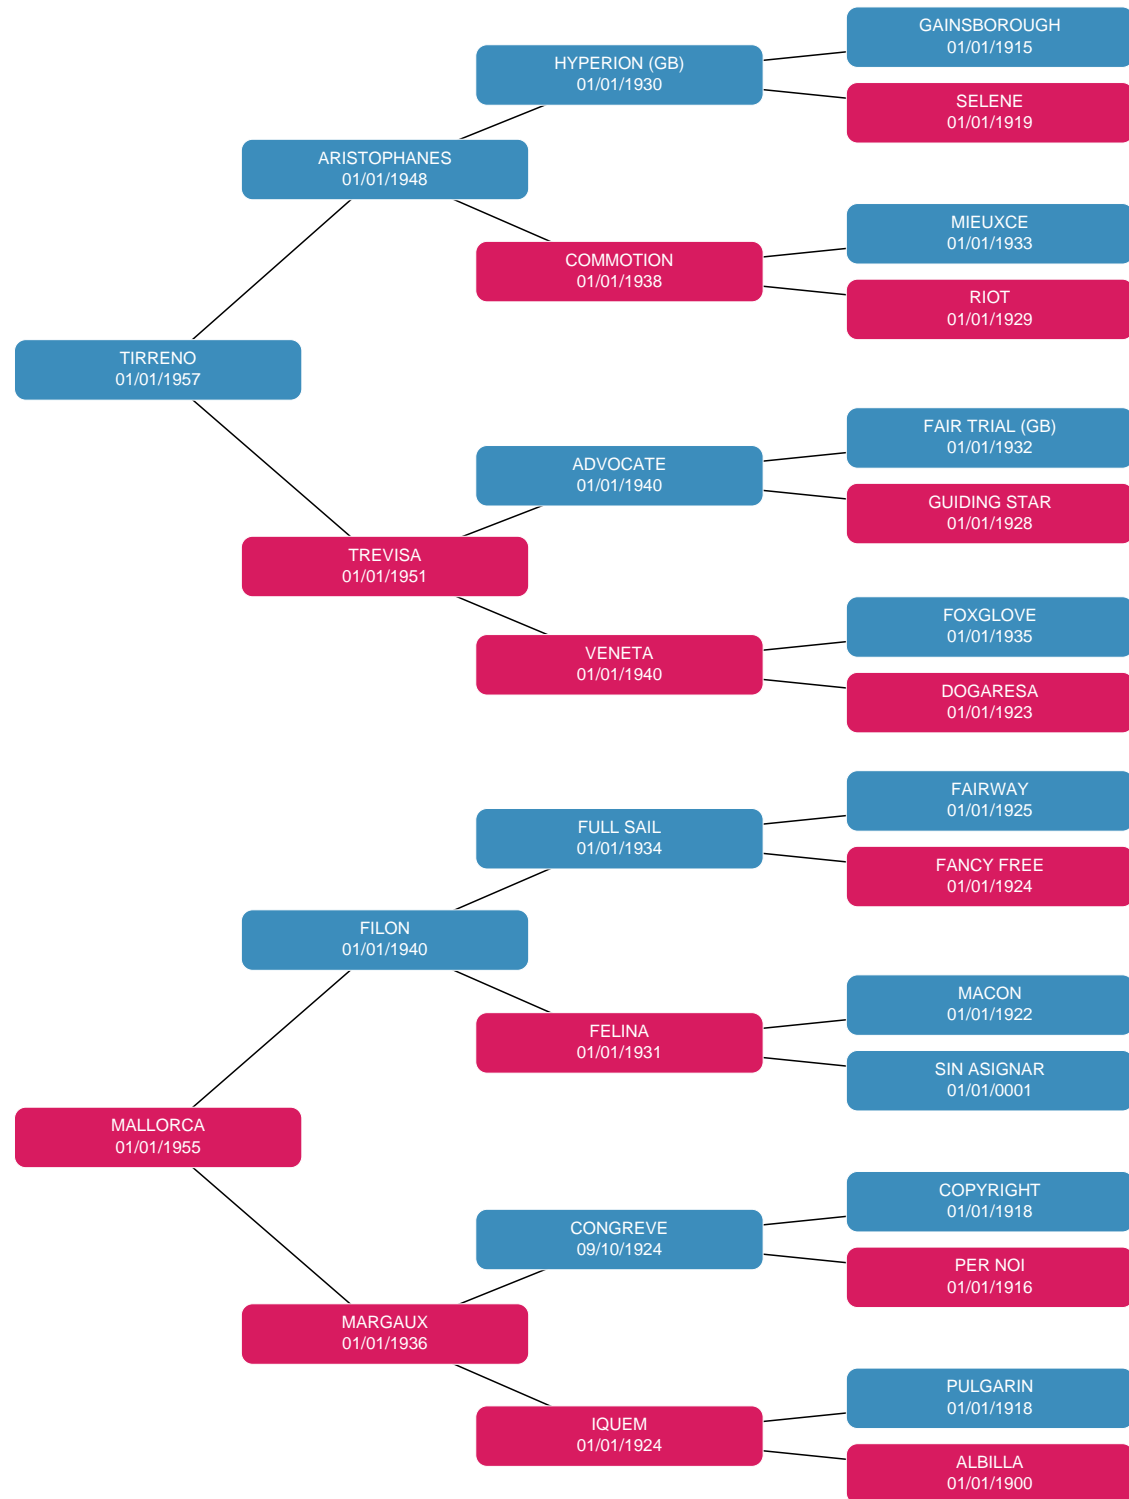 GAINSBOROUGH
01/01/1915
HYPERION (GB)
01/01/1930
SELENE
01/01/1919
ARISTOPHANES
01/01/1948
MIEUXCE
01/01/1933
COMMOTION
01/01/1938
RIOT
01/01/1929
TIRRENO
01/01/1957
FAIR TRIAL (GB)
01/01/1932
ADVOCATE
01/01/1940
GUIDING STAR
01/01/1928
TREVISA
01/01/1951
FOXGLOVE
01/01/1935
VENETA
01/01/1940
DOGARESA
01/01/1923
FAIRWAY
01/01/1925
FULL SAIL
01/01/1934
FANCY FREE
01/01/1924
FILON
01/01/1940
MACON
01/01/1922
FELINA
01/01/1931
SIN ASIGNAR
01/01/0001
MALLORCA
01/01/1955
COPYRIGHT
01/01/1918
CONGREVE
09/10/1924
PER NOI
01/01/1916
MARGAUX
01/01/1936
PULGARIN
01/01/1918
IQUEM
01/01/1924
ALBILLA
01/01/1900